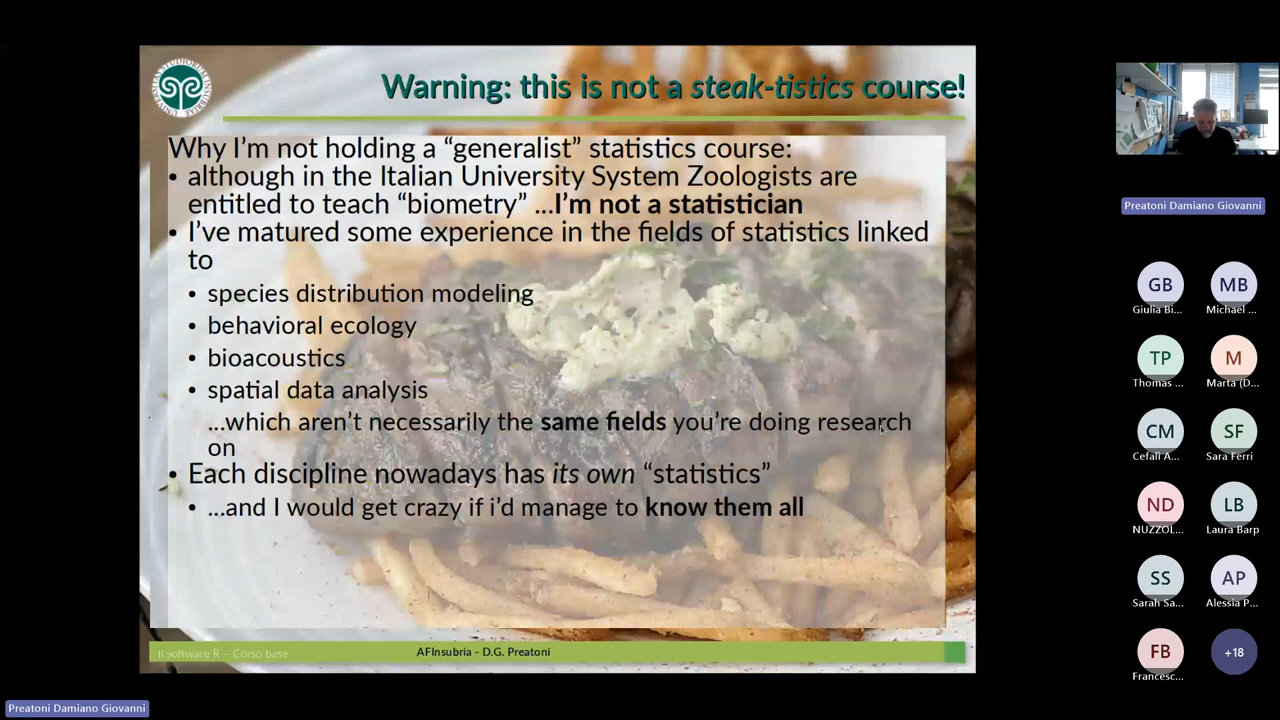 Warning: this is not a steak-tistics course!
Why I'm not holding a “generalist” statistics course:
• although in the Italian University System Zoologists are
entitled to teach “biometry” ...I'm not a statistician
• I've matured some experience in the fields of statistics linked
to
• species distribution modeling
• behavioral ecology
• bioacoustics
• spatial data analysis
...which aren't necessarily the same fields you're doing research
on
• Each discipline nowadays has its own “statistics”
• ...and I would get crazy if i'd manage to know them all
Il software R – Corso base
AFInsubria - D.G. Preatoni
Preatoni Damiano Giovanni
Preatoni Damiano Giovanni
GB
MB
Giulia Bi...
Michael ...
TP
M
Thomas ...
Marta (D...
CM
SF
Cefalì A...
Sara Ferri
ND
LB
NUZZOL...
Laura Barp
SS
AP
Sarah Sa...
Alessia P...
FB
+18
Francesc...